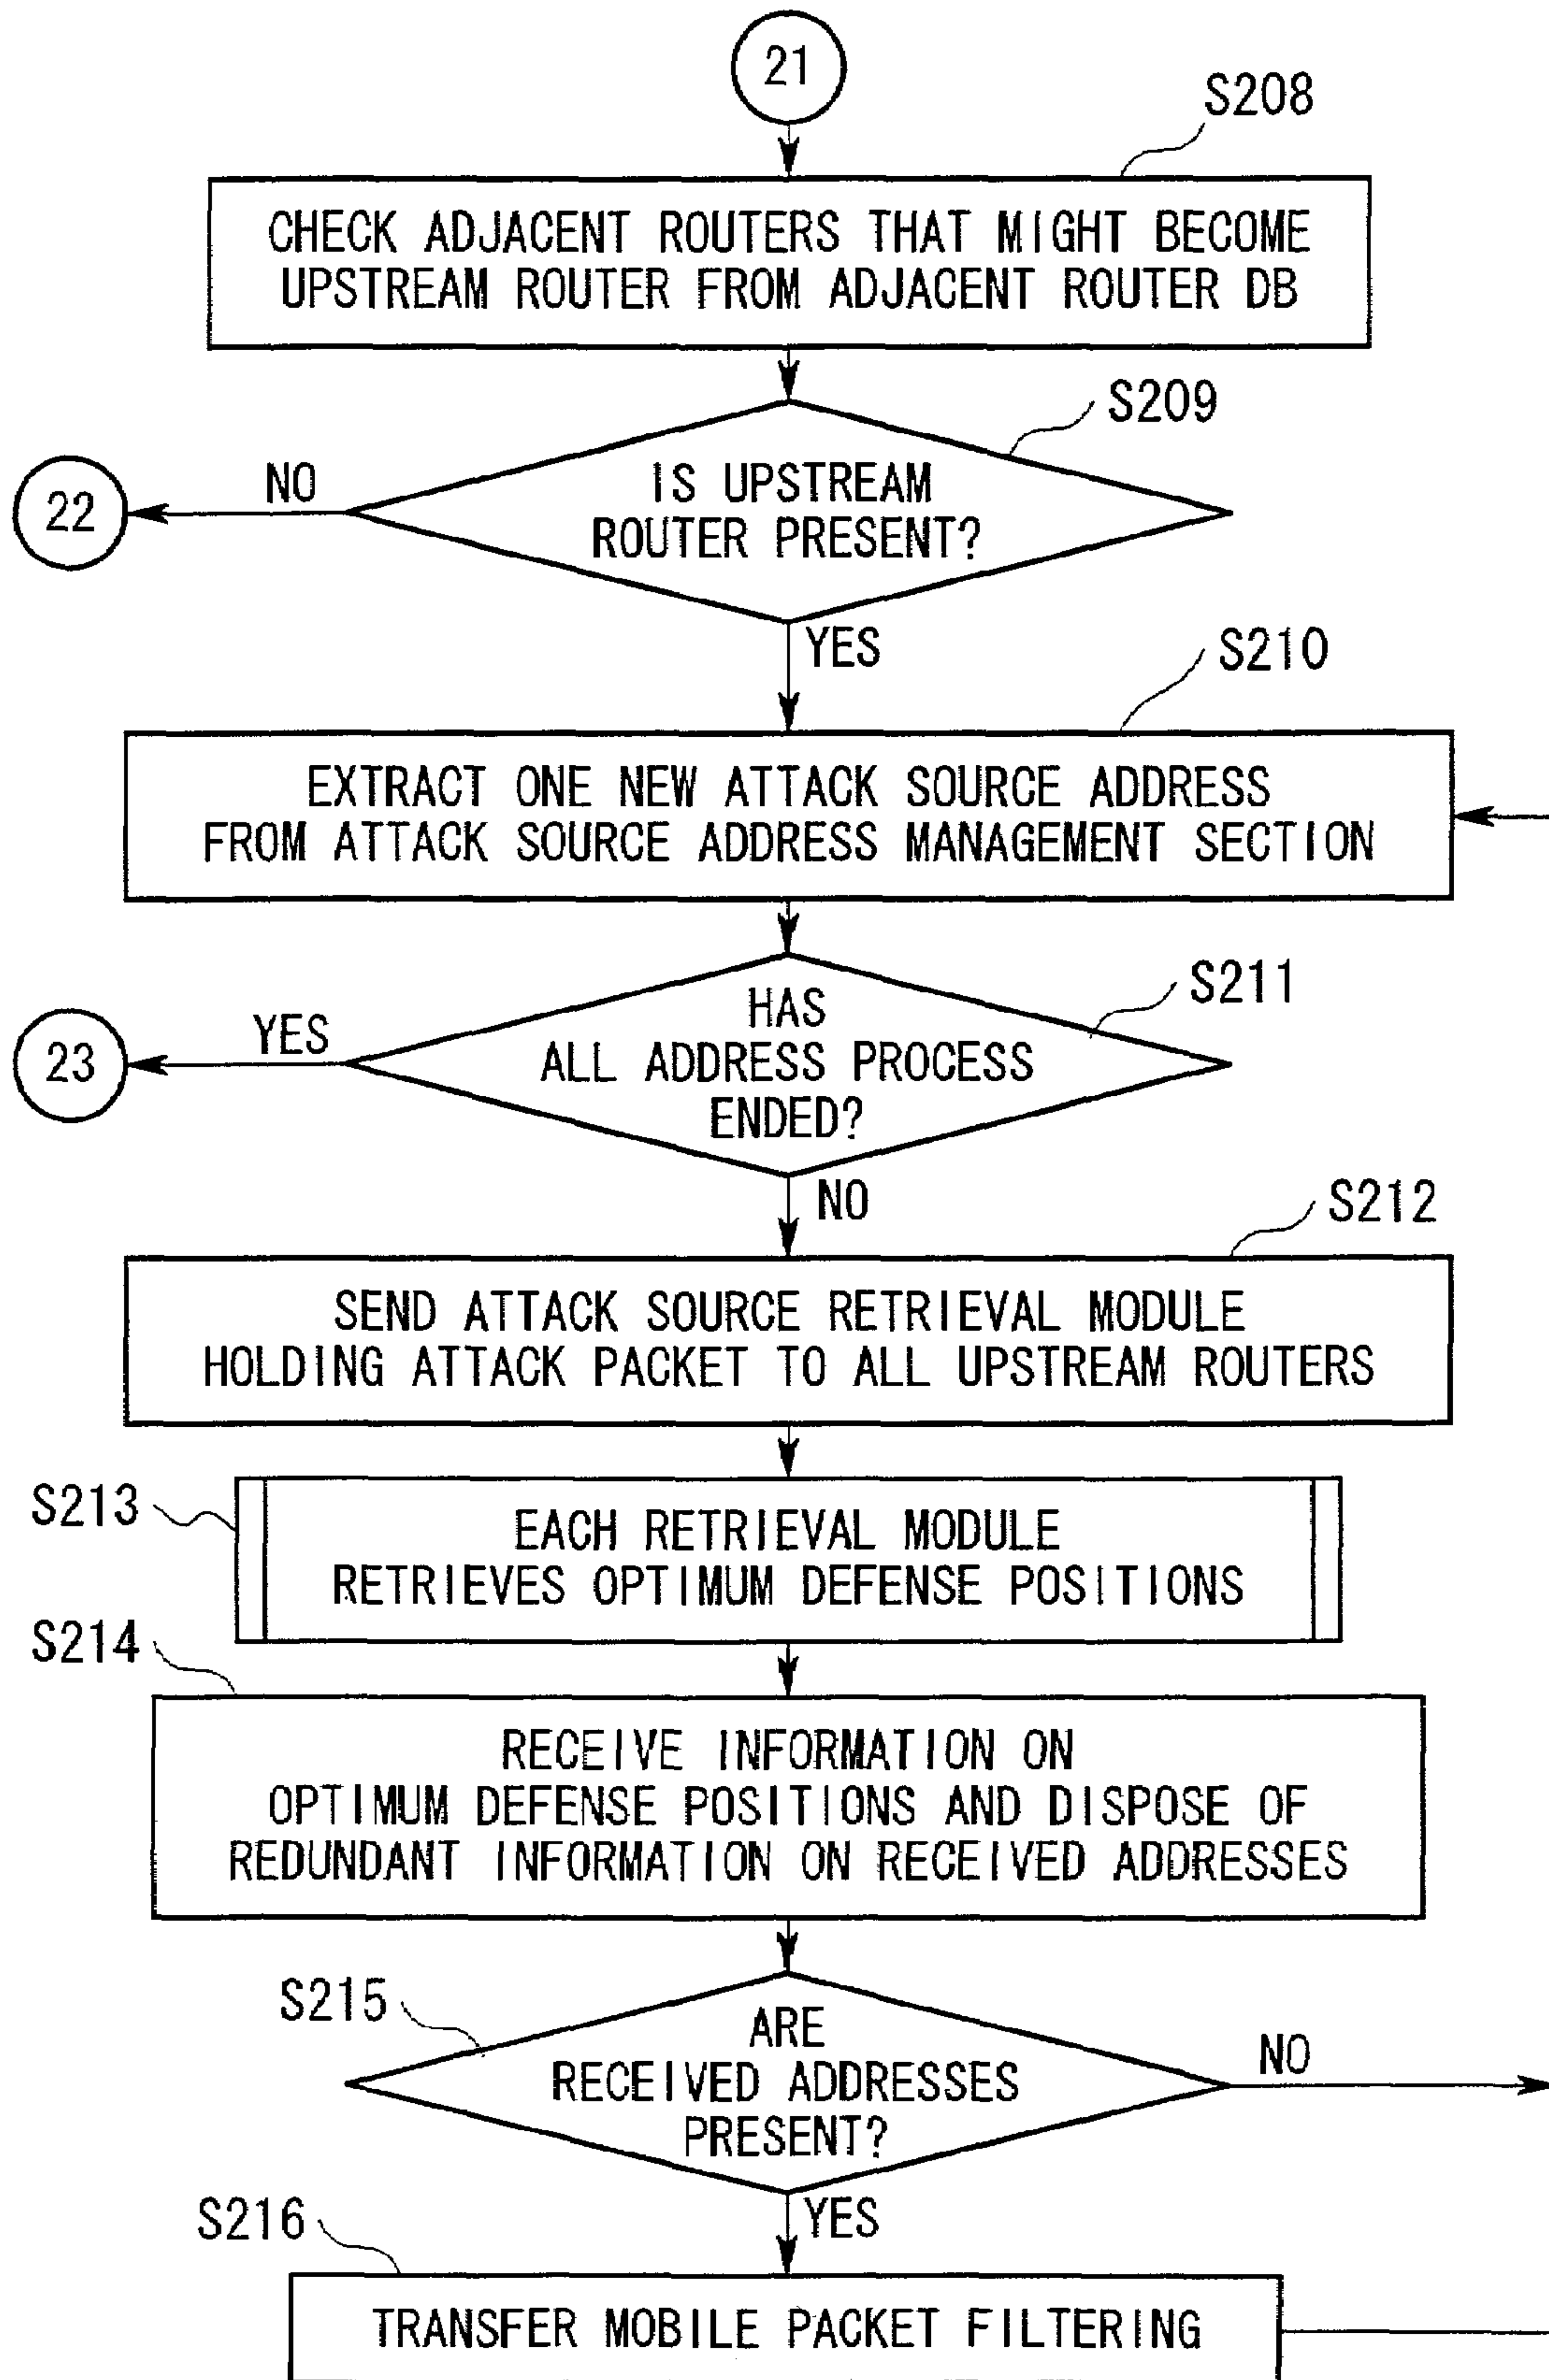 21
S208
CHECK ADJACENT ROUTERS THAT MIGHT BECOME
UPSTREAM ROUTER FROM ADJACENT ROUTER DB
S209
IS UPSTREAM
ROUTER PRESENT?
NO
22
YES
S210
EXTRACT ONE NEW ATTACK SOURCE ADDRESS
FROM ATTACK SOURCE ADDRESS MANAGEMENT SECTION
S211
HAS
ALL ADDRESS PROCESS
ENDED?
YES
23
NO
S212
SEND ATTACK SOURCE RETRIEVAL MODULE
HOLDING ATTACK PACKET TO ALL UPSTREAM ROUTERS
S213
EACH RETRIEVAL MODULE
RETRIEVES OPTIMUM DEFENSE POSITIONS
S214
RECEIVE INFORMATION ON
OPTIMUM DEFENSE POSITIONS AND DISPOSE OF
REDUNDANT INFORMATION ON RECEIVED ADDRESSES
S215
ARE
RECEIVED ADDRESSES
PRESENT?
NO
YES
S216
TRANSFER MOBILE PACKET FILTERING